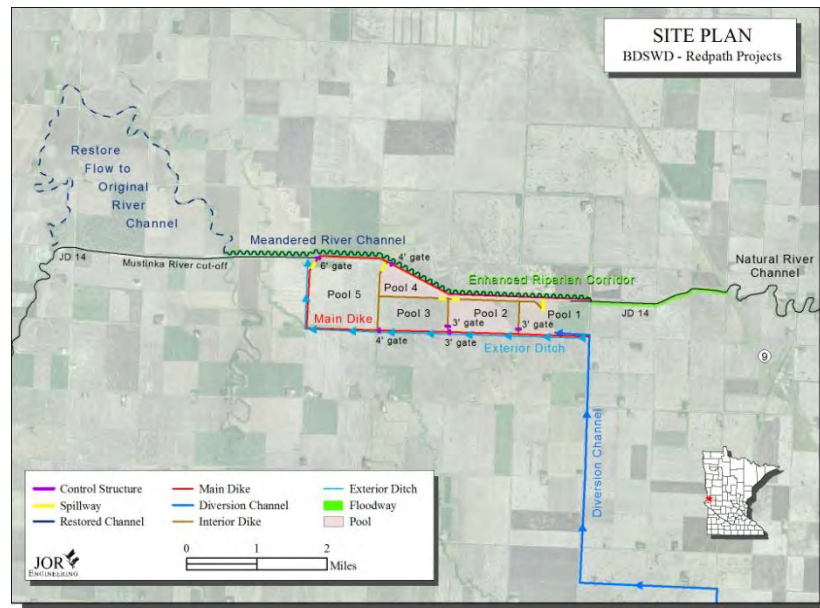 SITE PLAN
BDSWD - Redpath Projects
Restore
Flow to
Original
River
Channel
JD 14
Mustinka River cut-off
Meandered River Channel
6' gate
4' gate
Enhanced Riparian Corridor
Natural River
Channel
JD 14
Pool 5
Pool 4
Pool 3
Pool 2
Pool 1
3' gate
3' gate
Main Dike
4' gate
3' gate
Exterior Ditch
9
Diversion Channel
Control Structure
Spillway
Restored Channel
Main Dike
Diversion Channel
Interior Dike
Exterior Ditch
Floodway
Pool
JOR
ENGINEERING
0 1 2
Miles